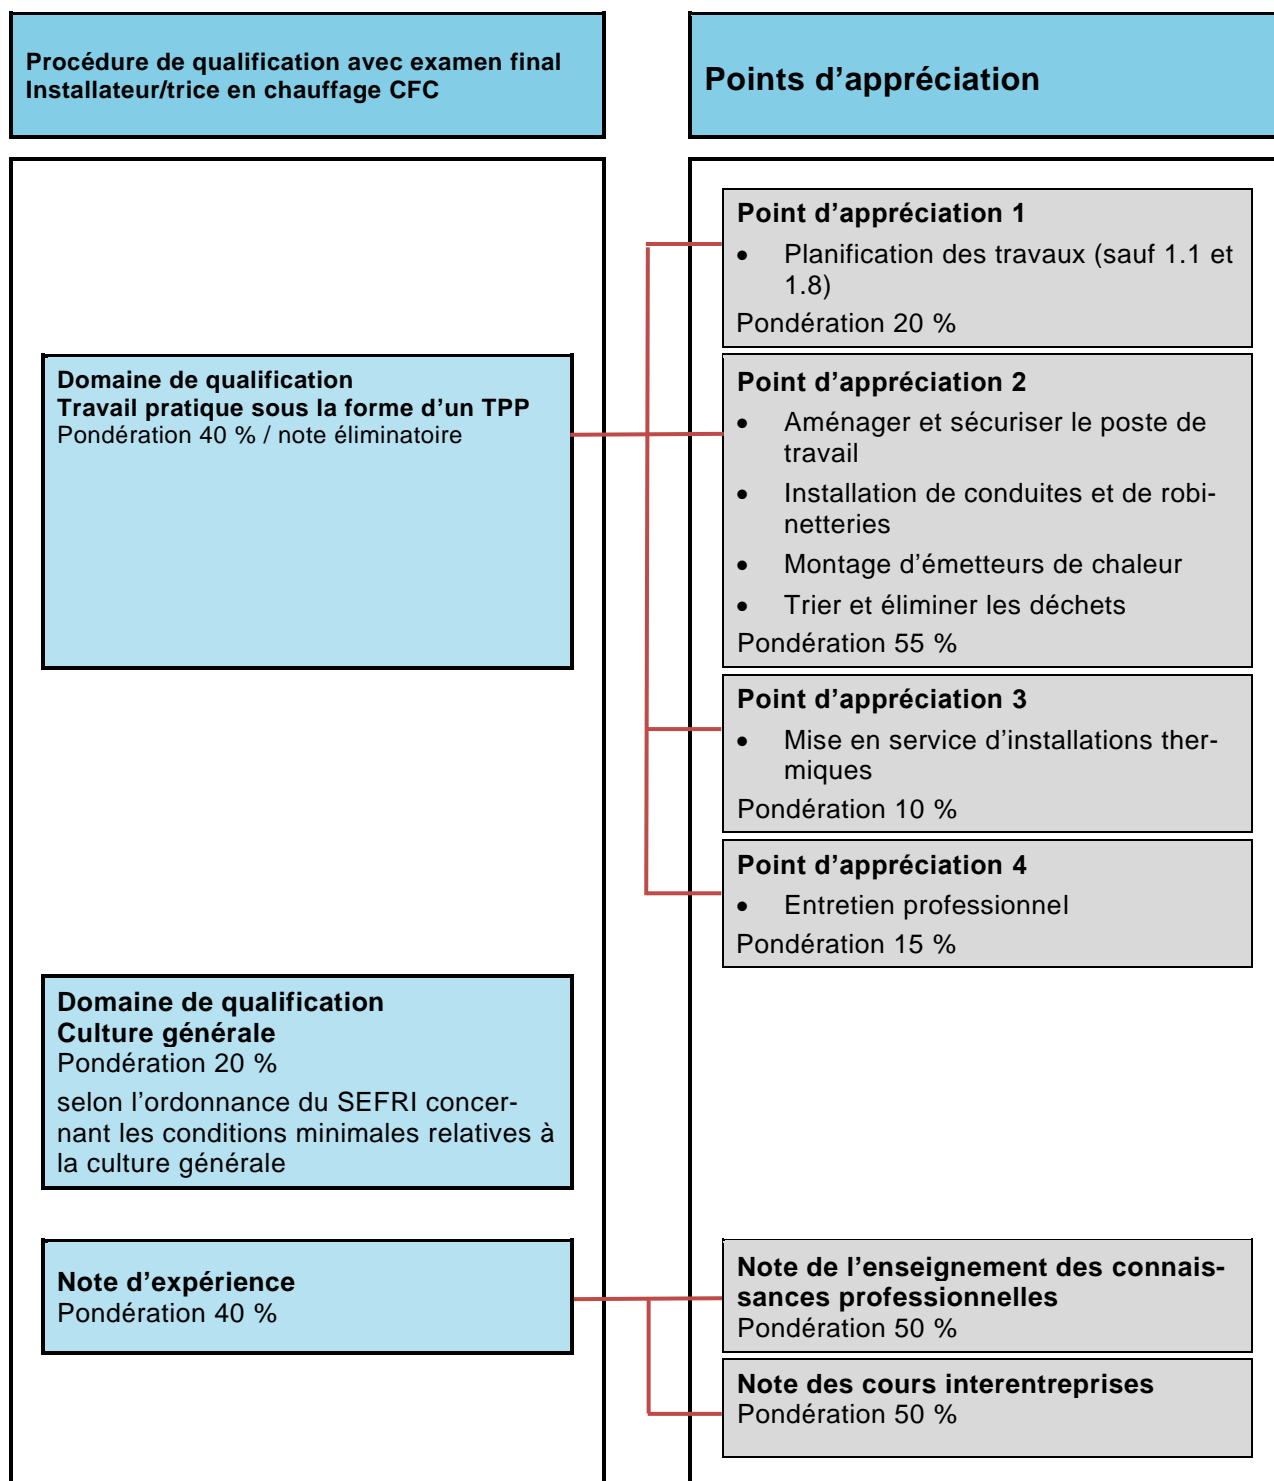 Procédure de qualification avec examen final
Installateur/trice en chauffage CFC
Points d’appréciation
Domaine de qualification
Travail pratique sous la forme d’un TPP
Pondération 40 % / note éliminatoire
Point d’appréciation 1
• Planification des travaux (sauf 1.1 et
1.8)
Pondération 20 %
Point d’appréciation 2
• Aménager et sécuriser le poste de
travail
• Installation de conduites et de robi-
netteries
• Montage d’émetteurs de chaleur
• Trier et éliminer les déchets
Pondération 55 %
Point d’appréciation 3
• Mise en service d’installations ther-
miques
Pondération 10 %
Point d’appréciation 4
• Entretien professionnel
Pondération 15 %
Domaine de qualification
Culture générale
Pondération 20 %
selon l’ordonnance du SEFRI concer-
nant les conditions minimales relatives à
la culture générale
Note d’expérience
Pondération 40 %
Note de l’enseignement des connais-
sances professionnelles
Pondération 50 %
Note des cours interentreprises
Pondération 50 %